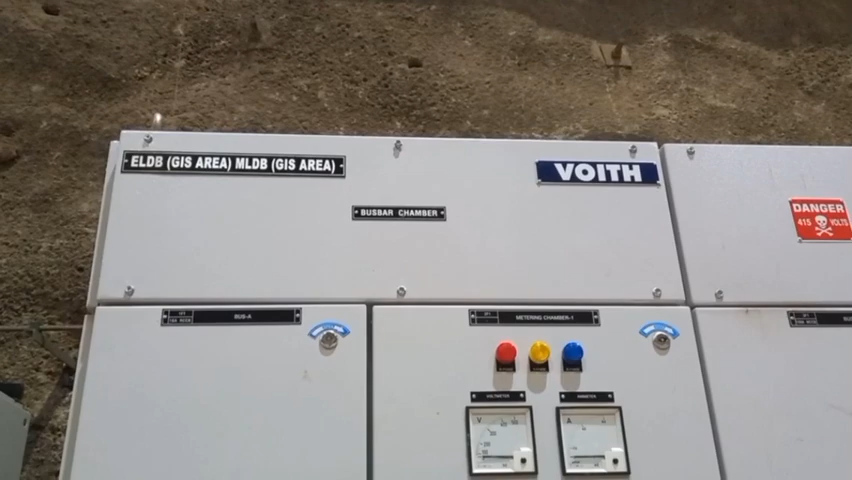 ELDB (GIS AREA) MLDB (GIS AREA)
VOITH
BUSBAR CHAMBER
DANGER
415 VOLTS
BUS-A
METERING CHAMBER-1
VOLTMETER
AMMETER
V
A